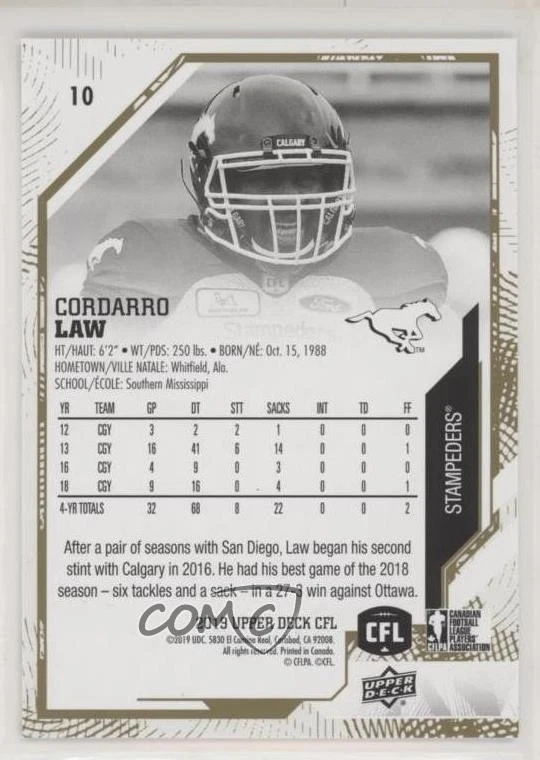 10
CALGARY
CORDARRO
LAW
HT/HAUT: 6'2" • WT/PDS: 250 lbs. • BORN/NÉ: Oct. 15, 1988
HOMETOWN/VILLE NATALE: Whitfield, Ala.
SCHOOL/ÉCOLE: Southern Mississippi
TM
YR TEAM GP DT STT SACKS INT TD FF
12 CGY 3 2 2 1 0 0 0
13 CGY 16 41 6 14 0 0 1
16 CGY 4 9 0 3 0 0 0
18 CGY 9 16 0 4 0 0 1
4-YR TOTALS 32 68 8 22 0 0 2
STAMPEDERS®
After a pair of seasons with San Diego, Law began his second
stint with Calgary in 2016. He had his best game of the 2018
season – six tackles and a sack – in a 27-3 win against Ottawa.
2019 UPPER DECK CFL
©2019 UDC. 5830 El Camino Real, Carlsbad, CA 92008.
All rights reserved. Printed in Canada.
© CFLPA. ©CFL.
COMC
CFL
CFLPA
CANADIAN
FOOTBALL
LEAGUE
PLAYERS'
ASSOCIATION
UPPER
DECK
®